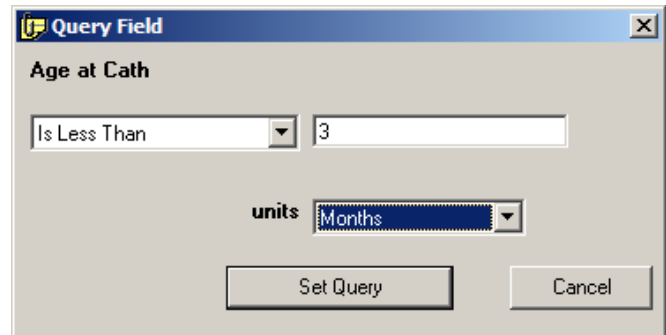 Query Field
Age at Cath
Is Less Than 3
units Months
Set Query Cancel